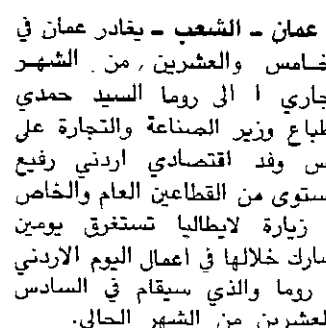 عمان - الشعب - يغادر عمان في
خامس والعشرين , من . الشهر
جاري ا الى روما السيد حمدي
طباع وزير الصناعة والتجارة على
س وفد اقتصادي اردني رفيع
ستوى من القطاعين العام والخاص
زيارة لايطاليا تستغرق يومين
شارك خلالها في اعمال اليوم الاردني
روما والذي سيقام في السادس
لعشرين من الشهر الحالي.